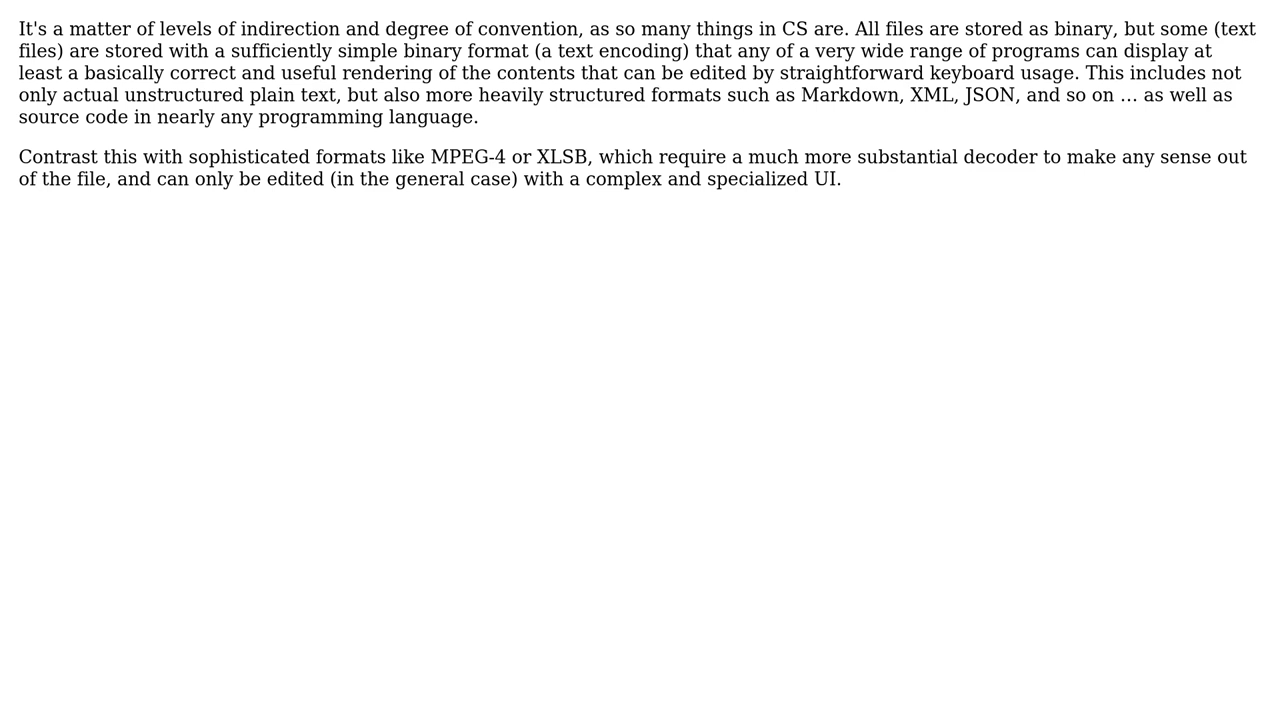 It's a matter of levels of indirection and degree of convention, as so many things in CS are. All files are stored as binary, but some (text
files) are stored with a sufficiently simple binary format (a text encoding) that any of a very wide range of programs can display at
least a basically correct and useful rendering of the contents that can be edited by straightforward keyboard usage. This includes not
only actual unstructured plain text, but also more heavily structured formats such as Markdown, XML, JSON, and so on … as well as
source code in nearly any programming language.
Contrast this with sophisticated formats like MPEG-4 or XLSB, which require a much more substantial decoder to make any sense out
of the file, and can only be edited (in the general case) with a complex and specialized UI.